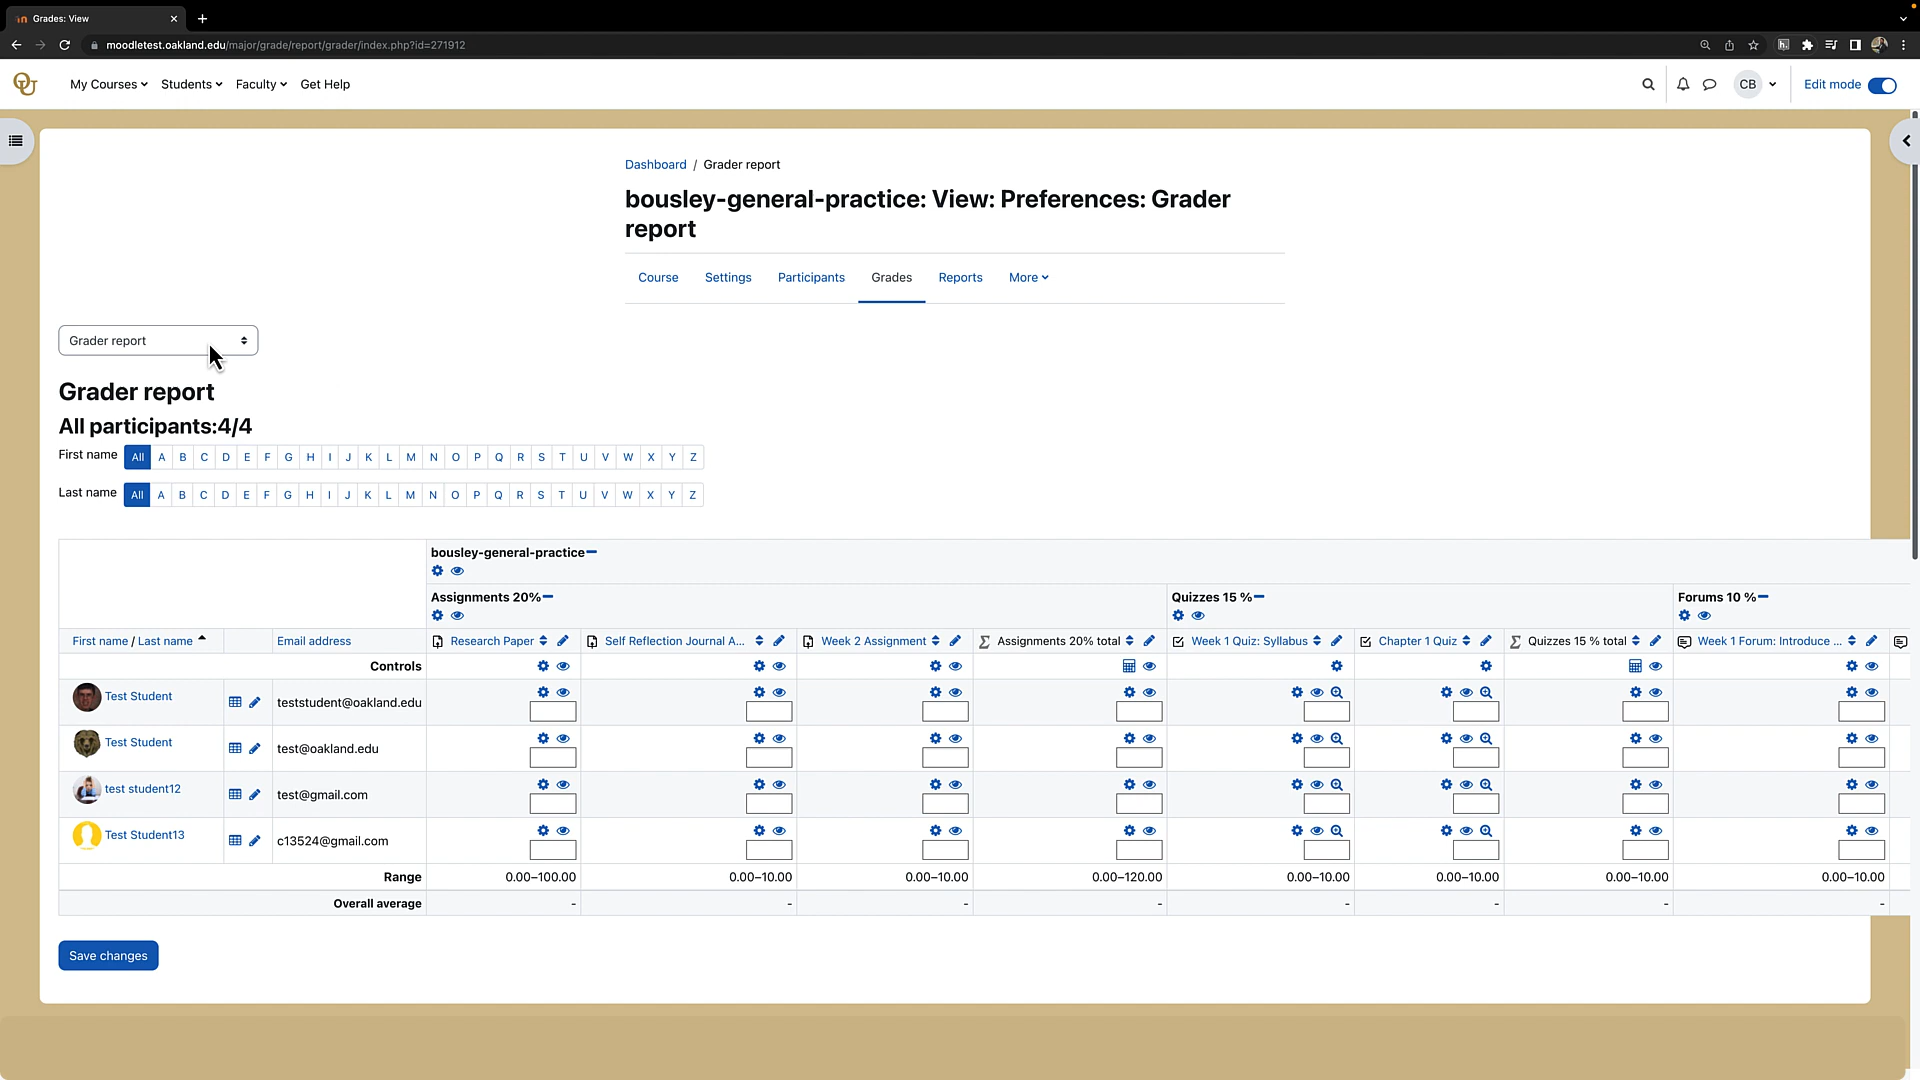 Grades: View
moodletest.oakland.edu/major/grade/report/grader/index.php?id=271912
My Courses Students Faculty Get Help CB Edit mode
Dashboard / Grader report
bousley-general-practice: View: Preferences: Grader
report
Course Settings Participants Grades Reports More
Grader report
Grader report
All participants:4/4
First name All A B C D E F G H I J K L M N O P Q R S T U V W X Y Z
Last name All A B C D E F G H I J K L M N O P Q R S T U V W X Y Z
bousley-general-practice
Assignments 20% Quizzes 15 % Forums 10 %
First name / Last name Email address Research Paper Self Reflection Journal A... Week 2 Assignment Assignments 20% total Week 1 Quiz: Syllabus Chapter 1 Quiz Quizzes 15 % total Week 1 Forum: Introduce ...
Controls
Test Student teststudent@oakland.edu
Test Student test@oakland.edu
test student12 test@gmail.com
Test Student13 c13524@gmail.com
Range 0.00–100.00 0.00–10.00 0.00–10.00 0.00–120.00 0.00–10.00 0.00–10.00 0.00–10.00 0.00–10.00
Overall average - - - - - - - -
Save changes